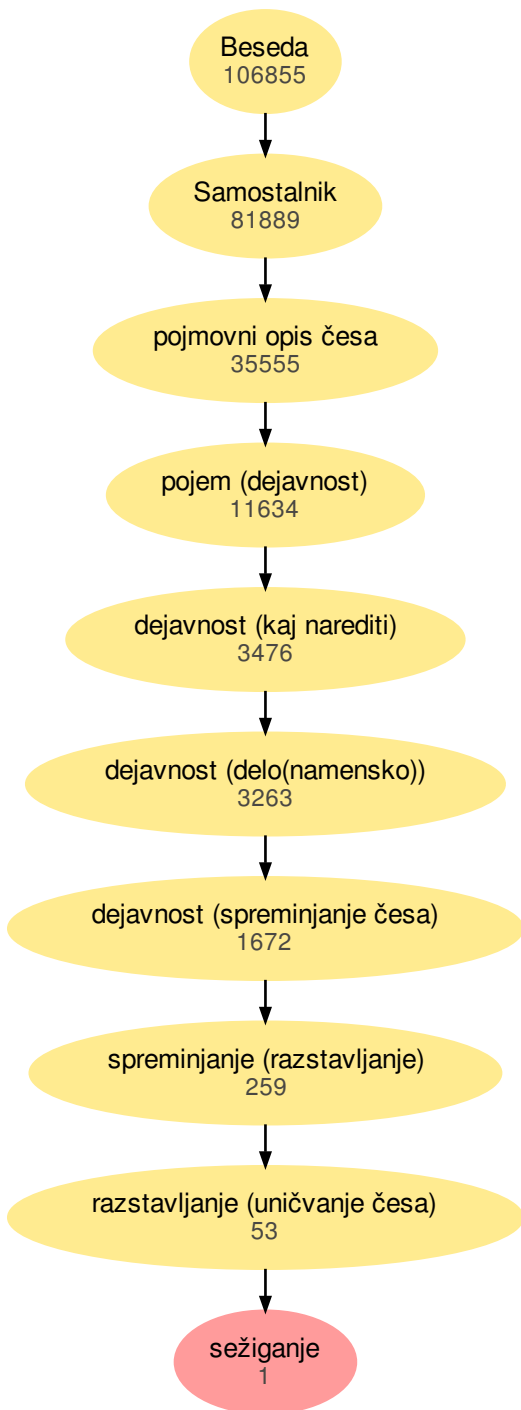 Beseda
106855
Samostalnik
81889
pojmovni opis česa
35555
pojem (dejavnost)
11634
dejavnost (kaj narediti)
3476
dejavnost (delo(namensko))
3263
dejavnost (spreminjanje česa)
1672
spreminjanje (razstavljanje)
259
razstavljanje (uničvanje česa)
53
sežiganje
1